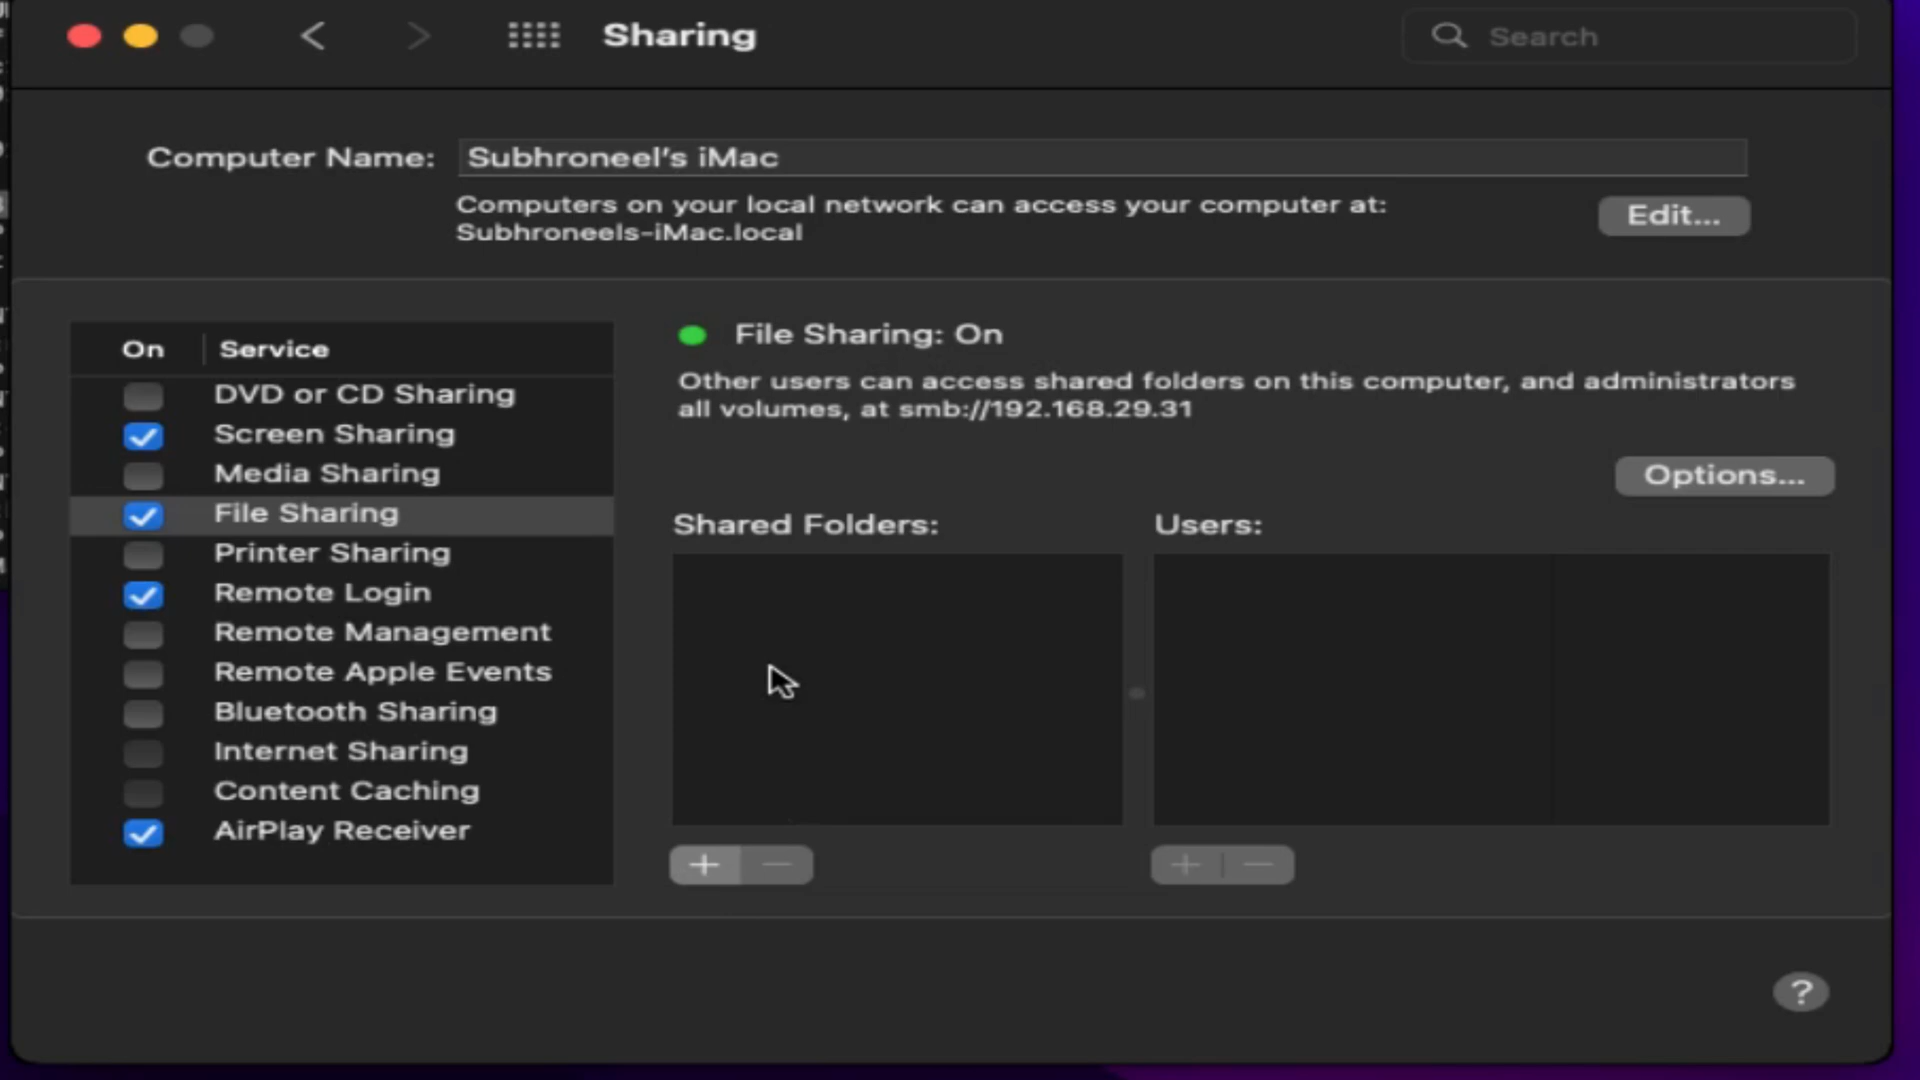 Sharing
Search
Computer Name:
Subhroneel's iMac
Computers on your local network can access your computer at:
Subhroneels-iMac.local
Edit...
On
Service
DVD or CD Sharing
Screen Sharing
Media Sharing
File Sharing
Printer Sharing
Remote Login
Remote Management
Remote Apple Events
Bluetooth Sharing
Internet Sharing
Content Caching
AirPlay Receiver
File Sharing: On
Other users can access shared folders on this computer, and administrators
all volumes, at smb://192.168.29.31
Options...
Shared Folders:
Users:
?